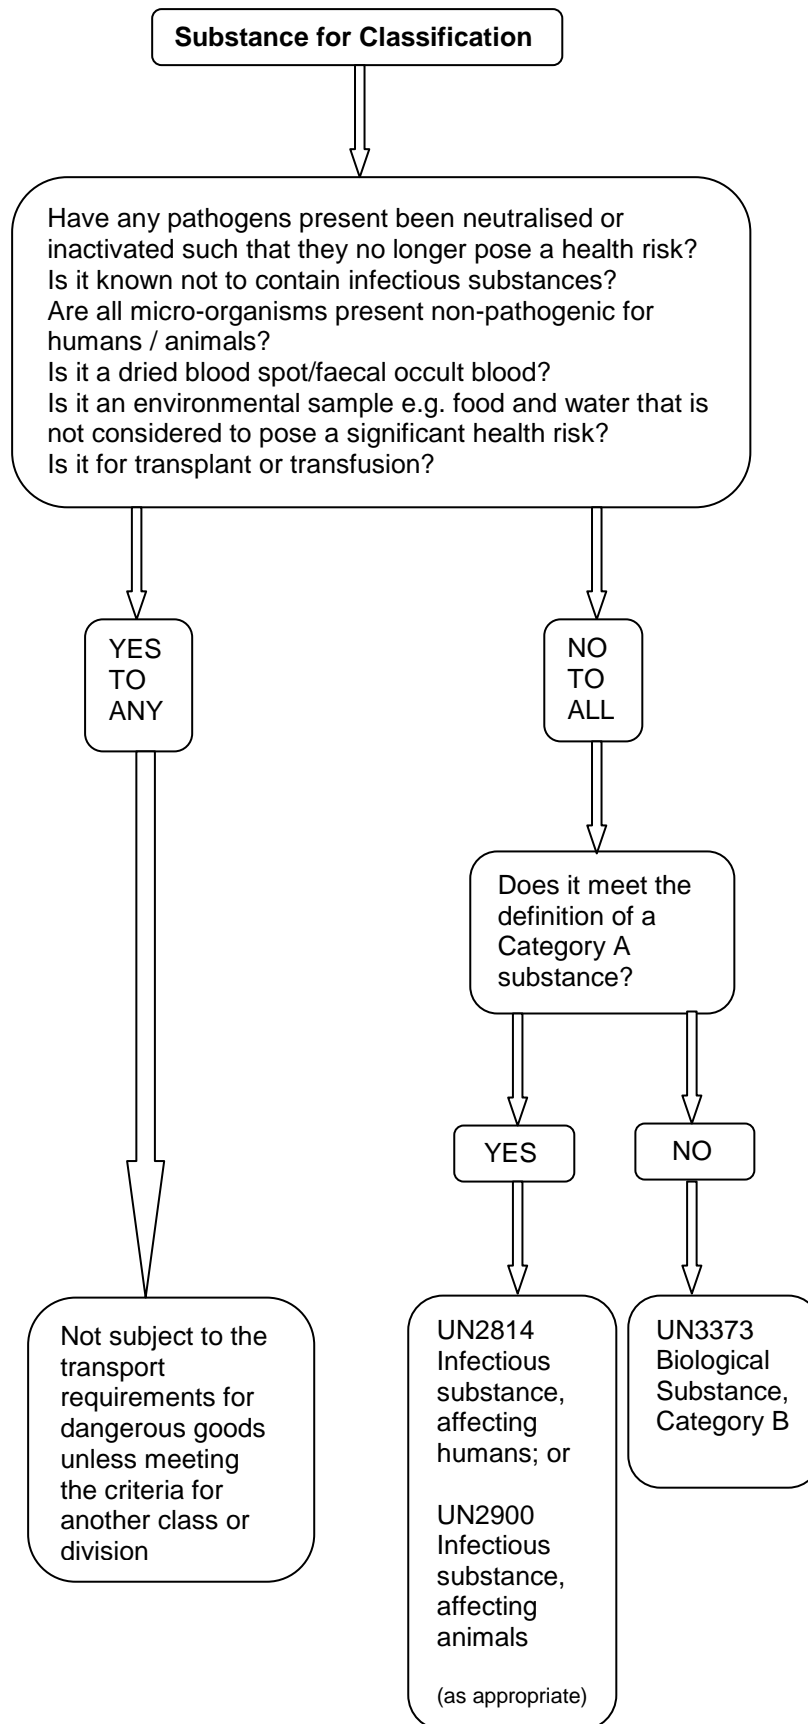 Substance for Classification
Have any pathogens present been neutralised or
inactivated such that they no longer pose a health risk?
Is it known not to contain infectious substances?
Are all micro-organisms present non-pathogenic for
humans / animals?
Is it a dried blood spot/faecal occult blood?
Is it an environmental sample e.g. food and water that is
not considered to pose a significant health risk?
Is it for transplant or transfusion?
YES
TO
ANY
NO
TO
ALL
Does it meet the
definition of a
Category A
substance?
YES
NO
Not subject to the
transport
requirements for
dangerous goods
unless meeting
the criteria for
another class or
division
UN2814
Infectious
substance,
affecting
humans; or
UN2900
Infectious
substance,
affecting
animals
(as appropriate)
UN3373
Biological
Substance,
Category B